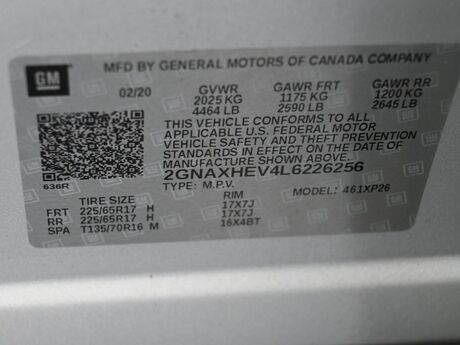 GM
MFD BY GENERAL MOTORS OF CANADA COMPANY
02/20 GVWR GAWR FRT GAWR RR
2025 KG 1175 KG 1200 KG
4464 LB 2590 LB 2645 LB
THIS VEHICLE CONFORMS TO ALL
APPLICABLE U.S. FEDERAL MOTOR
VEHICLE SAFETY AND THEFT PREVENTION
STANDARDS IN EFFECT ON THE DATE OF
MANUFACTURE SHOWN ABOVE.
2GNAXHEV4L6226256
636R TYPE: M.P.V. MODEL: 461XP26
TIRE SIZE RIM
FRT 225/65R17 H 17X7J
RR 225/65R17 H 17X7J
SPA T135/70R16 M 16X4BT